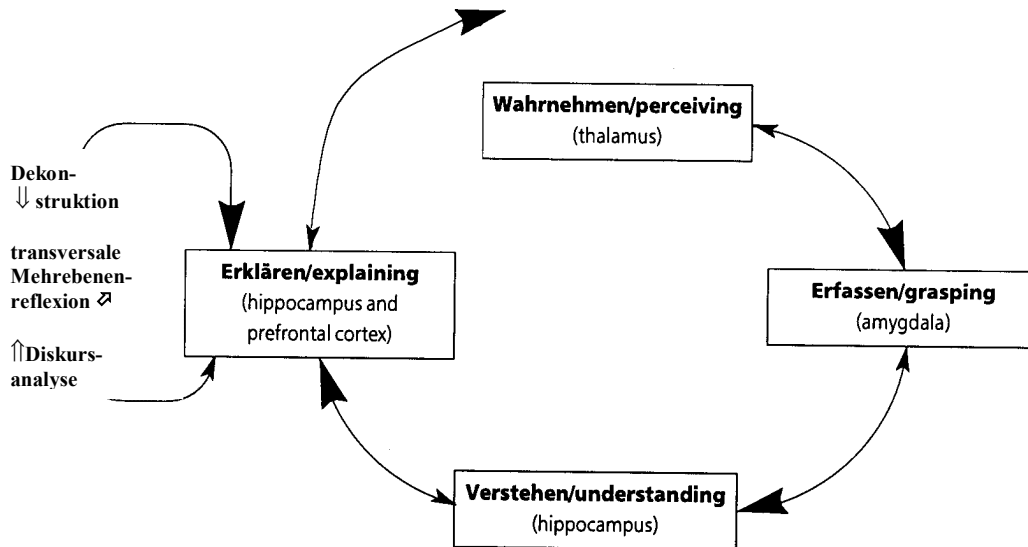 Wahrnehmen/perceiving
(thalamus)
Dekon-
⇓ struktion
transversale
Mehrebenen-
reflexion ⇗
⇑Diskurs-
analyse
Erklären/explaining
(hippocampus and
prefrontal cortex)
Erfassen/grasping
(amygdala)
Verstehen/understanding
(hippocampus)